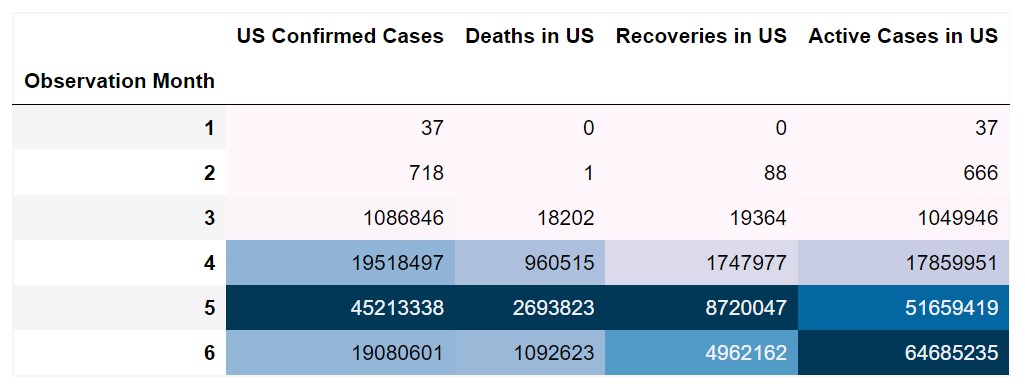 US Confirmed Cases Deaths in US Recoveries in US Active Cases in US
Observation Month
1 37 0 0 37
2 718 1 88 666
3 1086846 18202 19364 1049946
4 19518497 960515 1747977 17859951
5 45213338 2693823 8720047 51659419
6 19080601 1092623 4962162 64685235